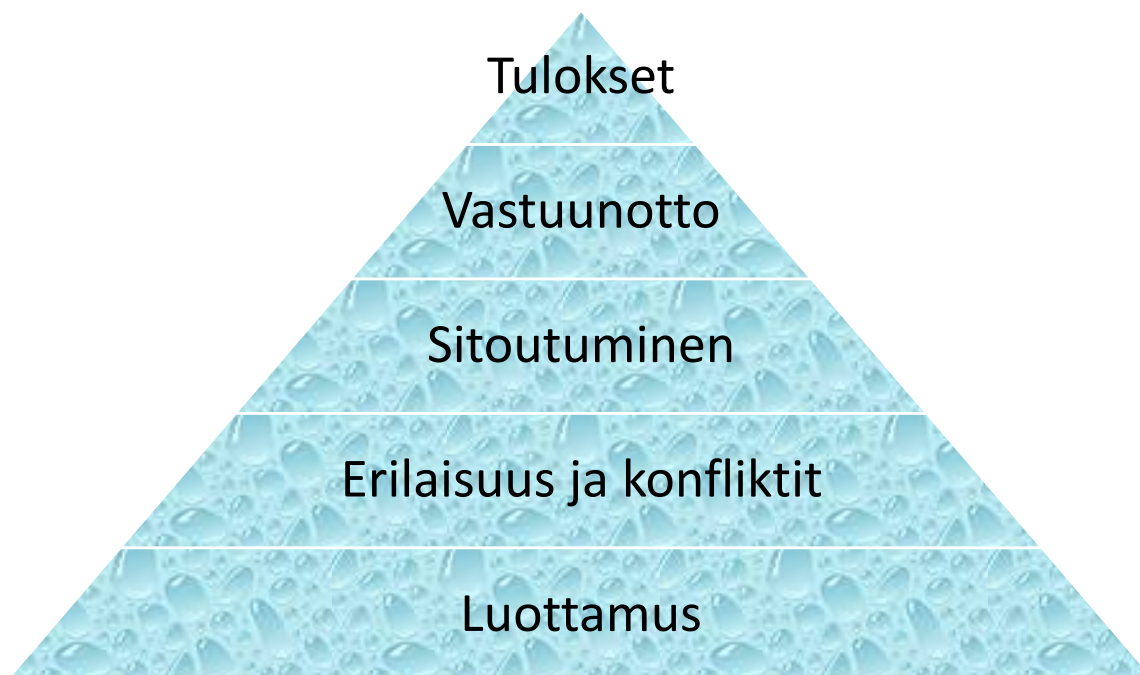 Tulokset
Vastuunotto
Sitoutuminen
Erilaisuus ja konfliktit
Luottamus